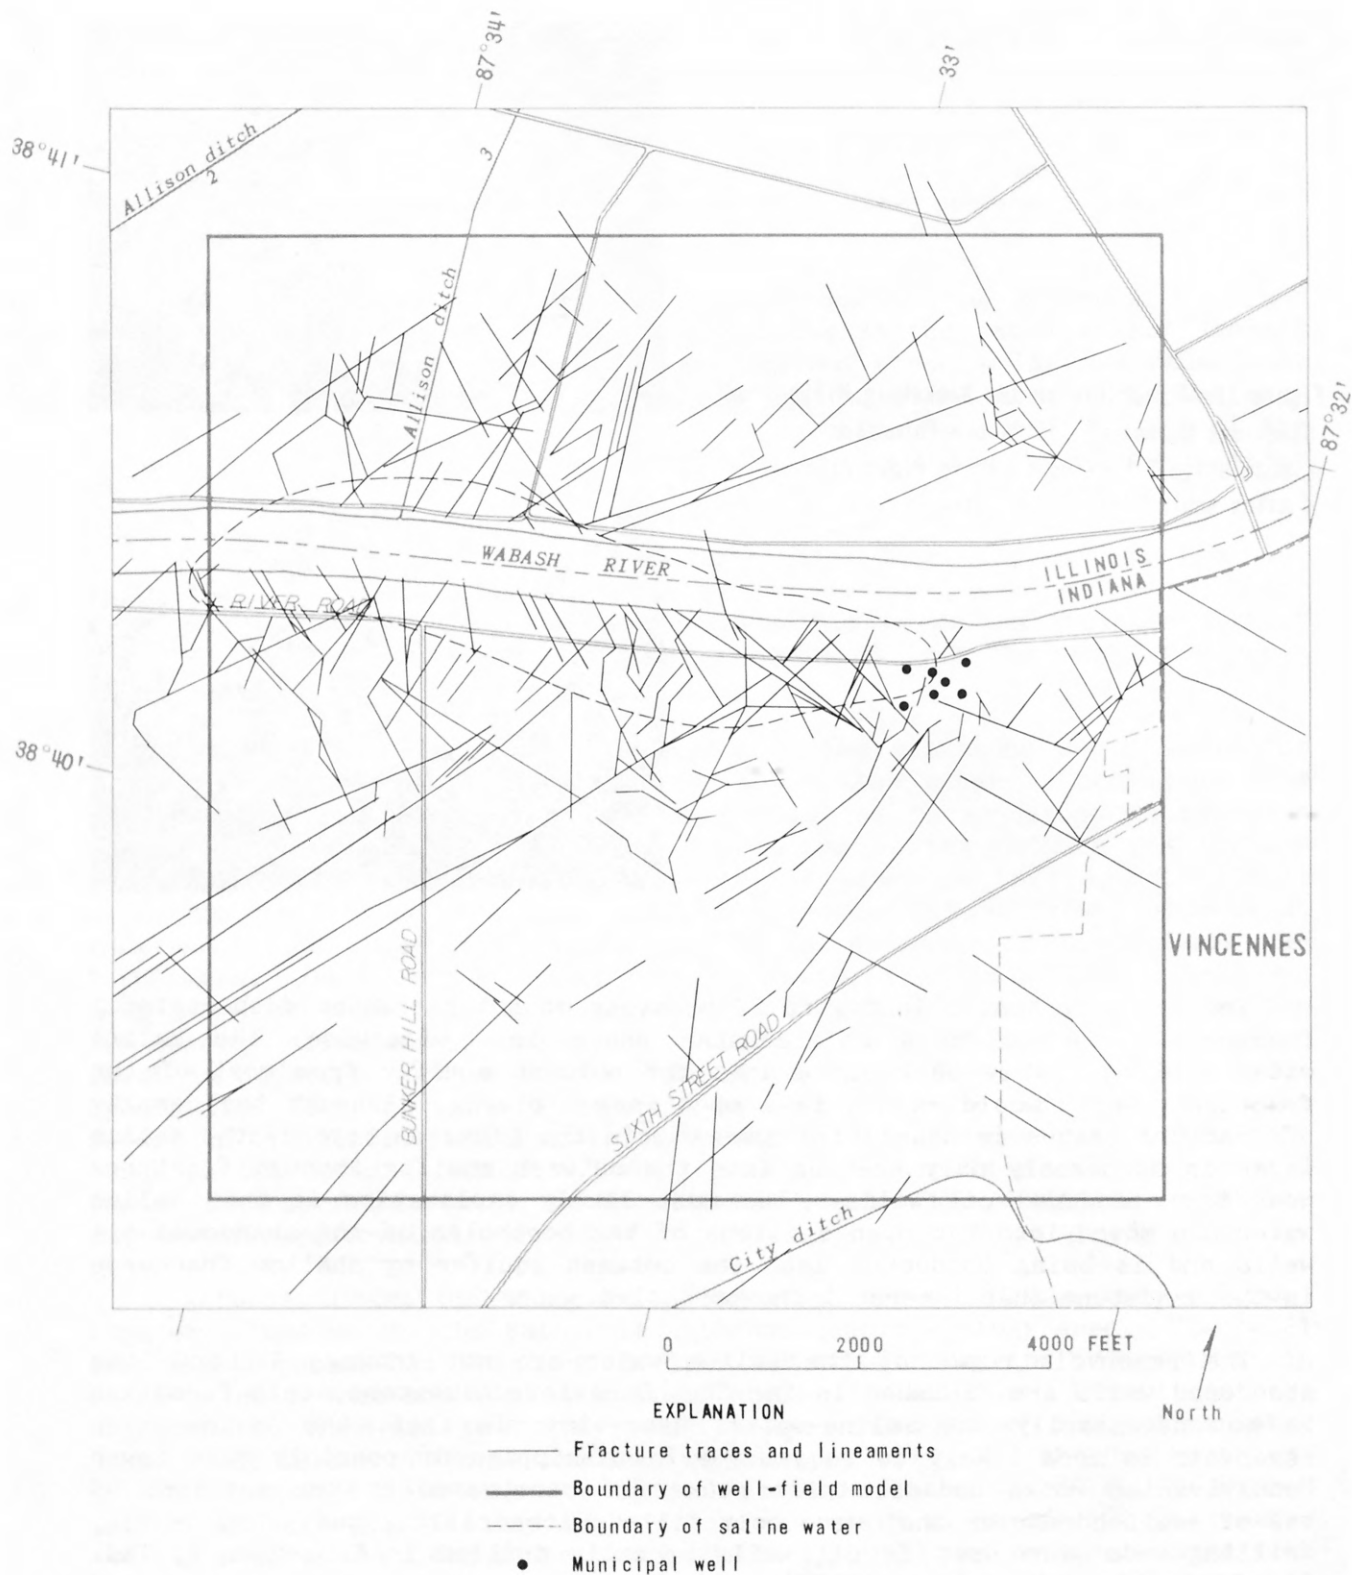 87°34'
33'
38°41'
Allison ditch
2
3
Allison ditch
87°32'
WABASH RIVER
ILLINOIS
INDIANA
RIVER ROAD
38°40'
VINCENNES
BUNKER HILL ROAD
SIXTH STREET ROAD
City ditch
0 2000 4000 FEET
North
EXPLANATION
Fracture traces and lineaments
Boundary of well-field model
Boundary of saline water
Municipal well